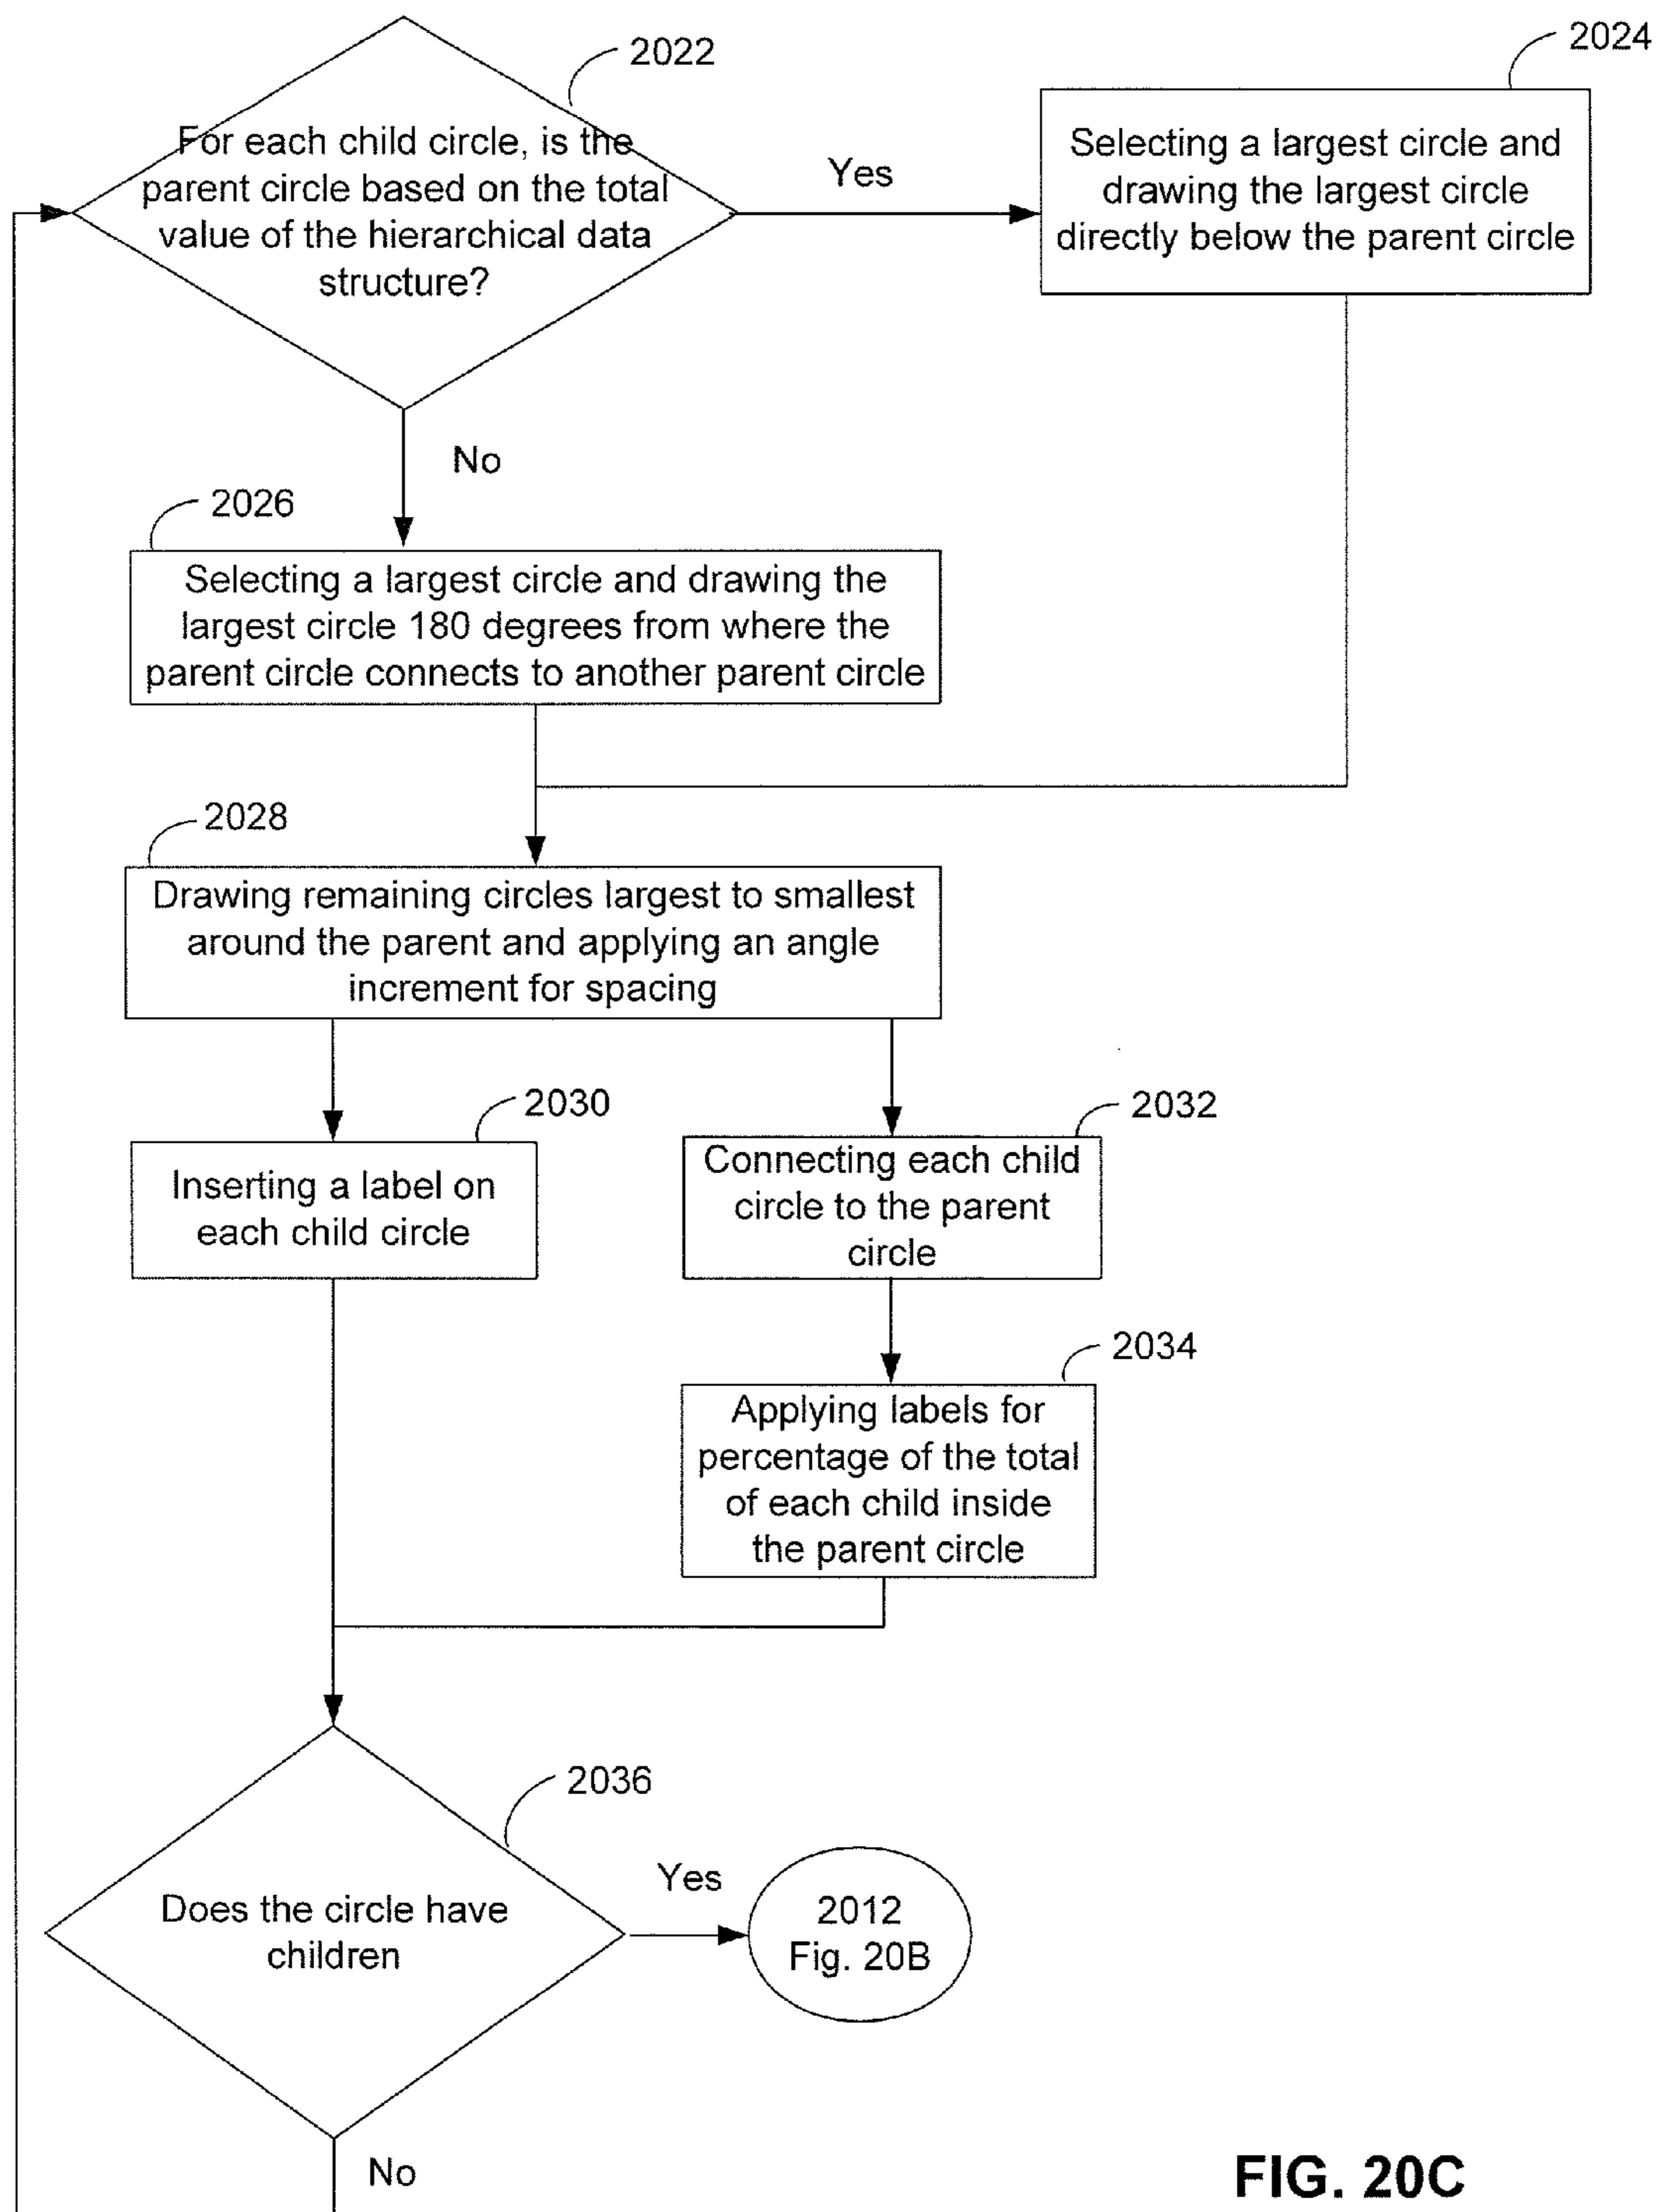 2022
For each child circle, is the
parent circle based on the total
value of the hierarchical data
structure?
Yes
2024
Selecting a largest circle and
drawing the largest circle
directly below the parent circle
No
2026
Selecting a largest circle and drawing the
largest circle 180 degrees from where the
parent circle connects to another parent circle
2028
Drawing remaining circles largest to smallest
around the parent and applying an angle
increment for spacing
2030
Inserting a label on
each child circle
2032
Connecting each child
circle to the parent
circle
2034
Applying labels for
percentage of the total
of each child inside
the parent circle
2036
Does the circle have
children
Yes
2012
Fig. 20B
No
FIG. 20C